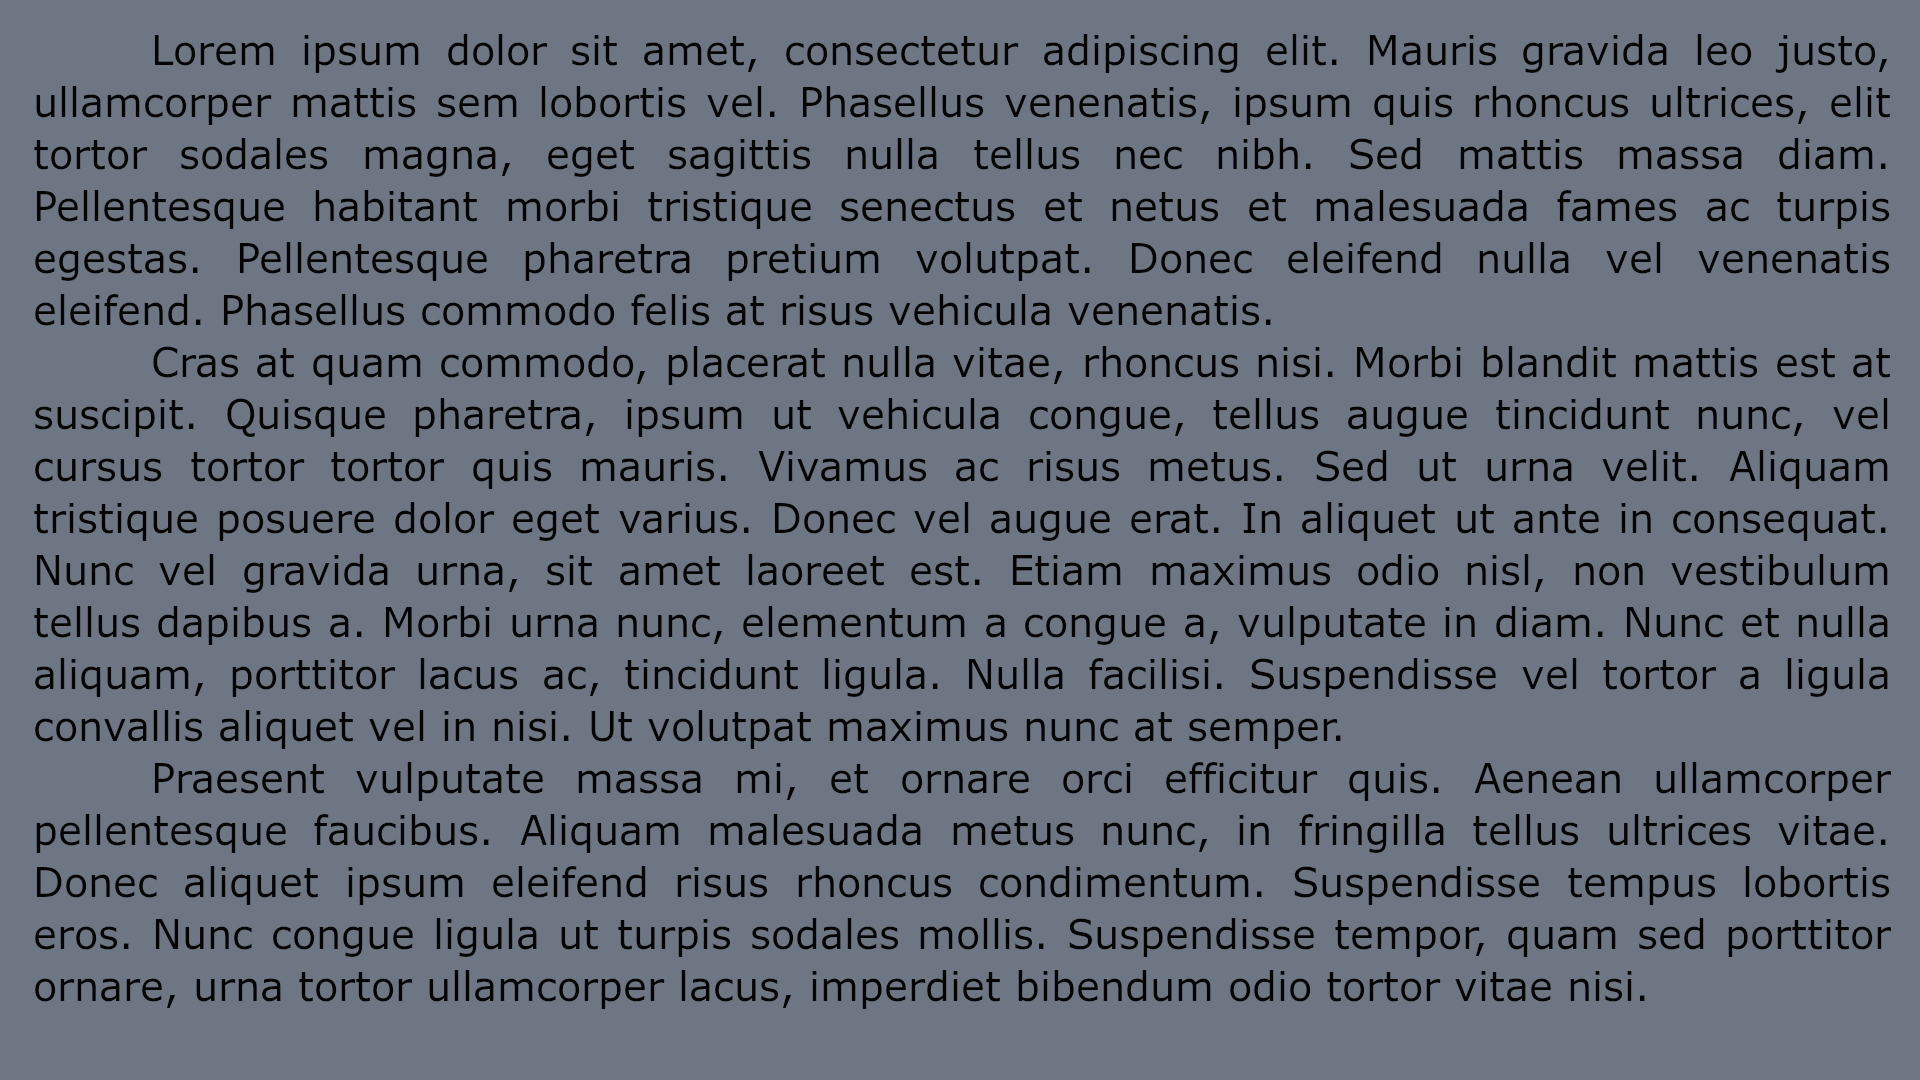 Lorem ipsum dolor sit amet, consectetur adipiscing elit. Mauris gravida leo justo,
ullamcorper mattis sem lobortis vel. Phasellus venenatis, ipsum quis rhoncus ultrices, elit
tortor sodales magna, eget sagittis nulla tellus nec nibh. Sed mattis massa diam.
Pellentesque habitant morbi tristique senectus et netus et malesuada fames ac turpis
egestas. Pellentesque pharetra pretium volutpat. Donec eleifend nulla vel venenatis
eleifend. Phasellus commodo felis at risus vehicula venenatis.
Cras at quam commodo, placerat nulla vitae, rhoncus nisi. Morbi blandit mattis est at
suscipit. Quisque pharetra, ipsum ut vehicula congue, tellus augue tincidunt nunc, vel
cursus tortor tortor quis mauris. Vivamus ac risus metus. Sed ut urna velit. Aliquam
tristique posuere dolor eget varius. Donec vel augue erat. In aliquet ut ante in consequat.
Nunc vel gravida urna, sit amet laoreet est. Etiam maximus odio nisl, non vestibulum
tellus dapibus a. Morbi urna nunc, elementum a congue a, vulputate in diam. Nunc et nulla
aliquam, porttitor lacus ac, tincidunt ligula. Nulla facilisi. Suspendisse vel tortor a ligula
convallis aliquet vel in nisi. Ut volutpat maximus nunc at semper.
Praesent vulputate massa mi, et ornare orci efficitur quis. Aenean ullamcorper
pellentesque faucibus. Aliquam malesuada metus nunc, in fringilla tellus ultrices vitae.
Donec aliquet ipsum eleifend risus rhoncus condimentum. Suspendisse tempus lobortis
eros. Nunc congue ligula ut turpis sodales mollis. Suspendisse tempor, quam sed porttitor
ornare, urna tortor ullamcorper lacus, imperdiet bibendum odio tortor vitae nisi.